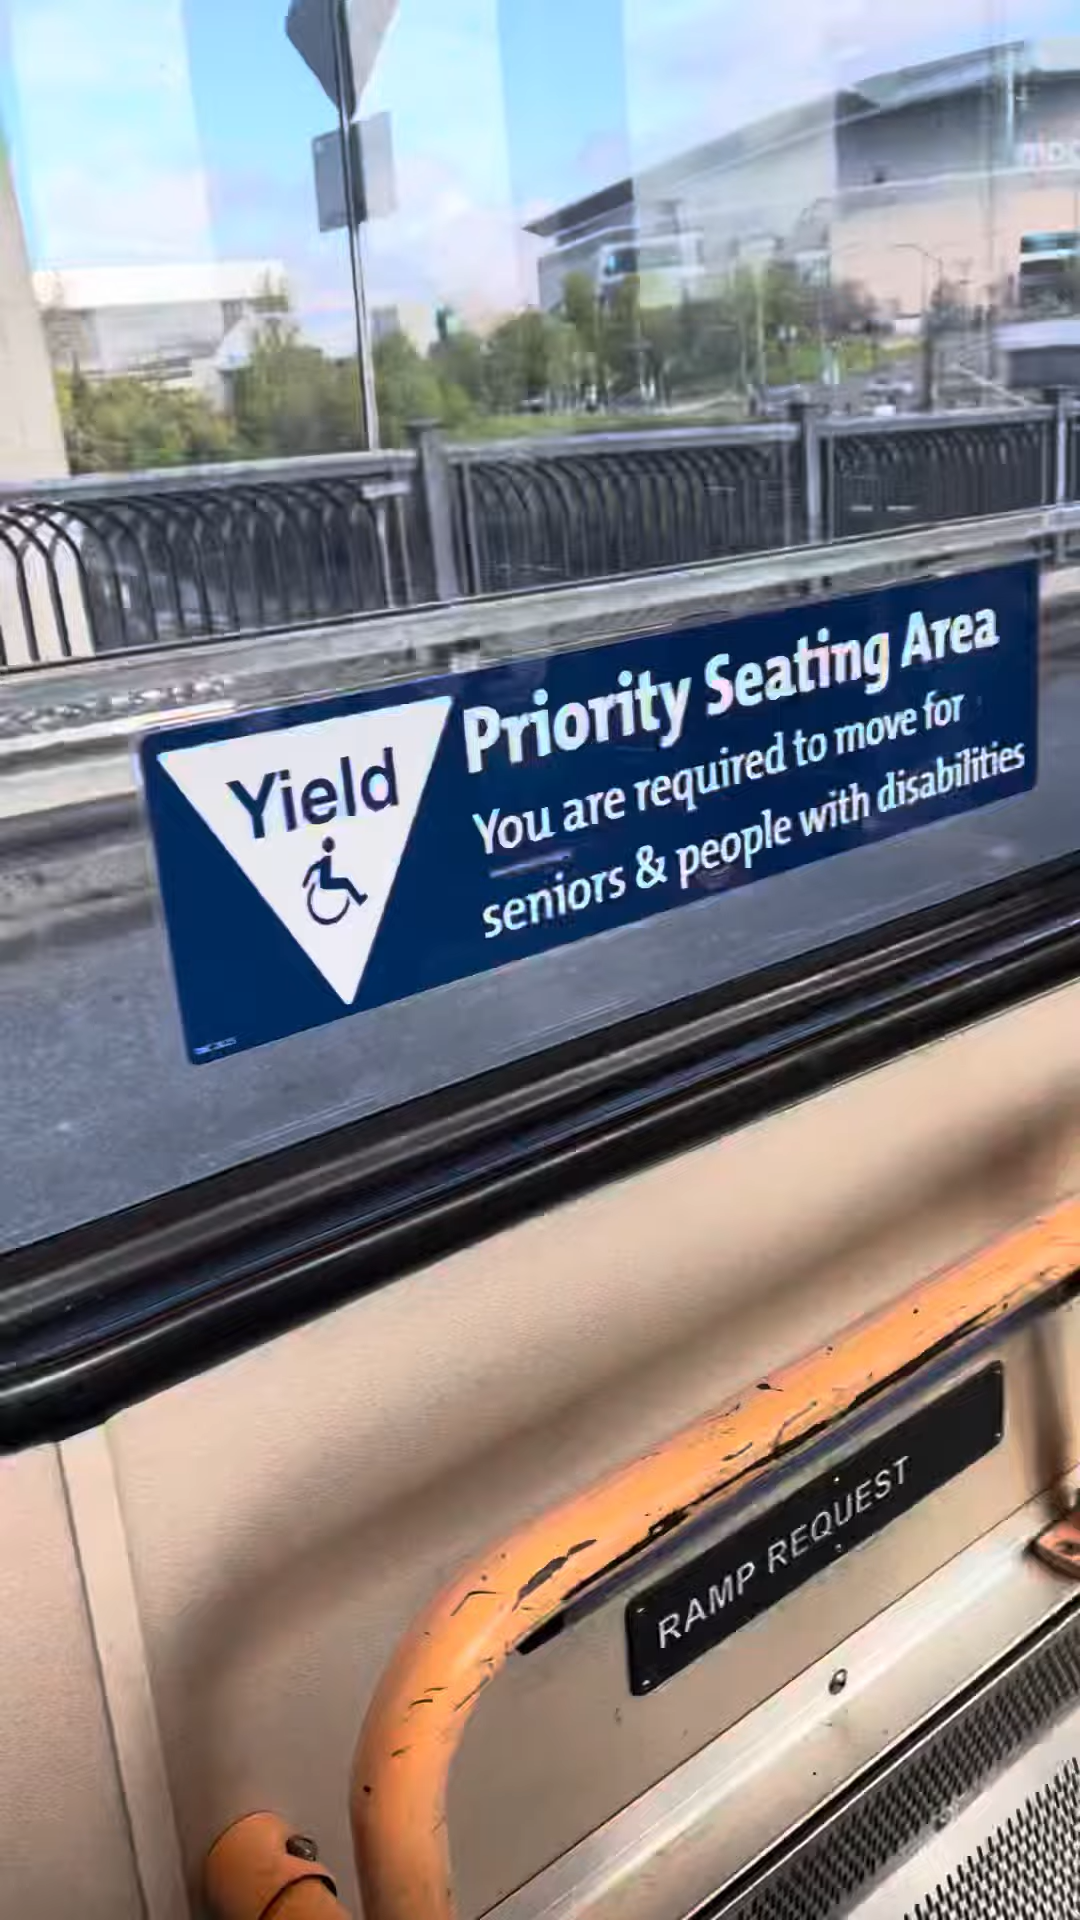 Yield
Priority Seating Area
You are required to move for
seniors & people with disabilities
RAMP REQUEST